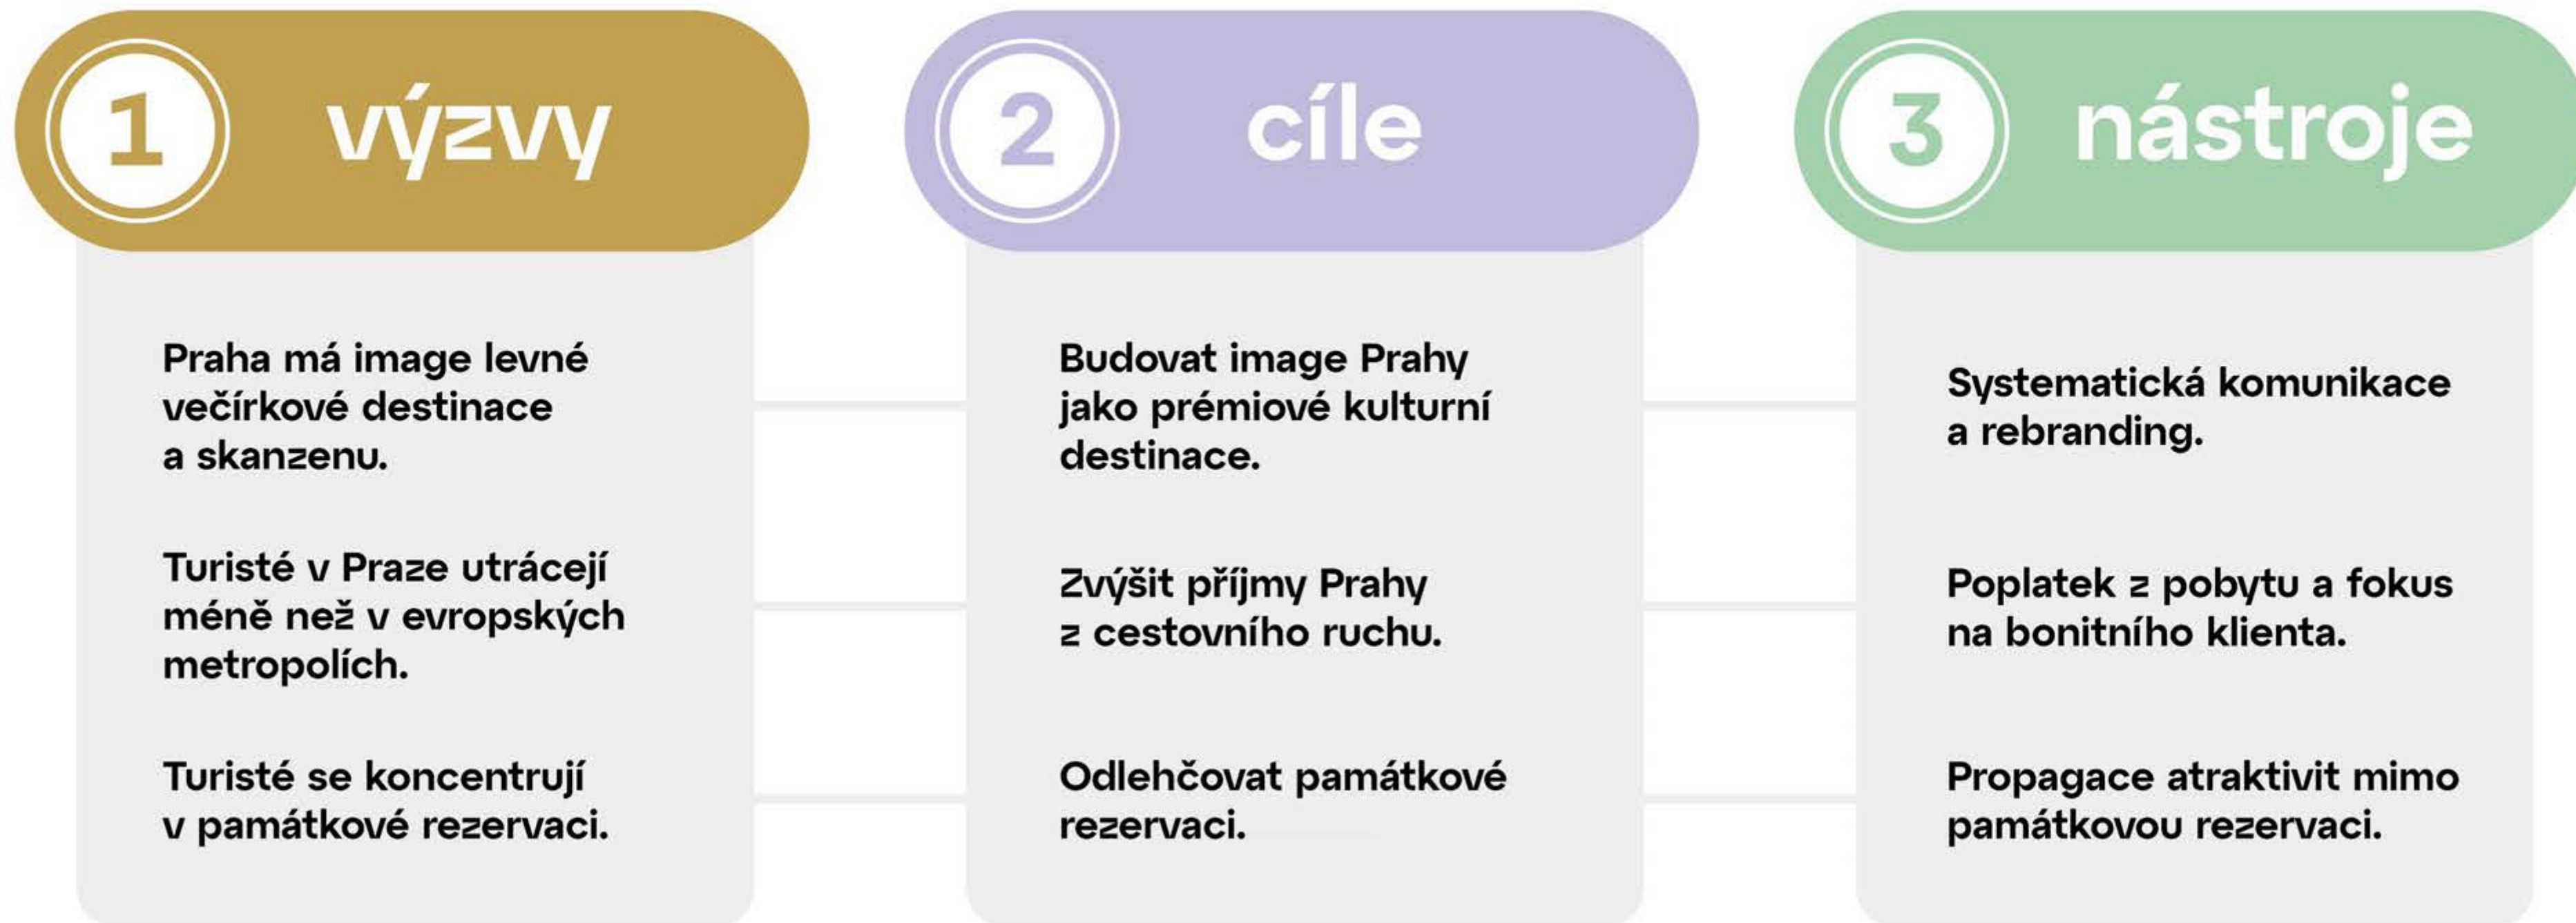 1 výzvy
Praha má image levné
večírkové destinace
a skanzenu.
Turisté v Praze utrácejí
méně než v evropských
metropolích.
Turisté se koncentrují
v památkové rezervaci.
2 cíle
Budovat image Prahy
jako prémiové kulturní
destinace.
Zvýšit příjmy Prahy
z cestovního ruchu.
Odlehčovat památkové
rezervaci.
3 nástroje
Systematická komunikace
a rebranding.
Poplatek z pobytu a fokus
na bonitního klienta.
Propagace atraktivit mimo
památkovou rezervaci.